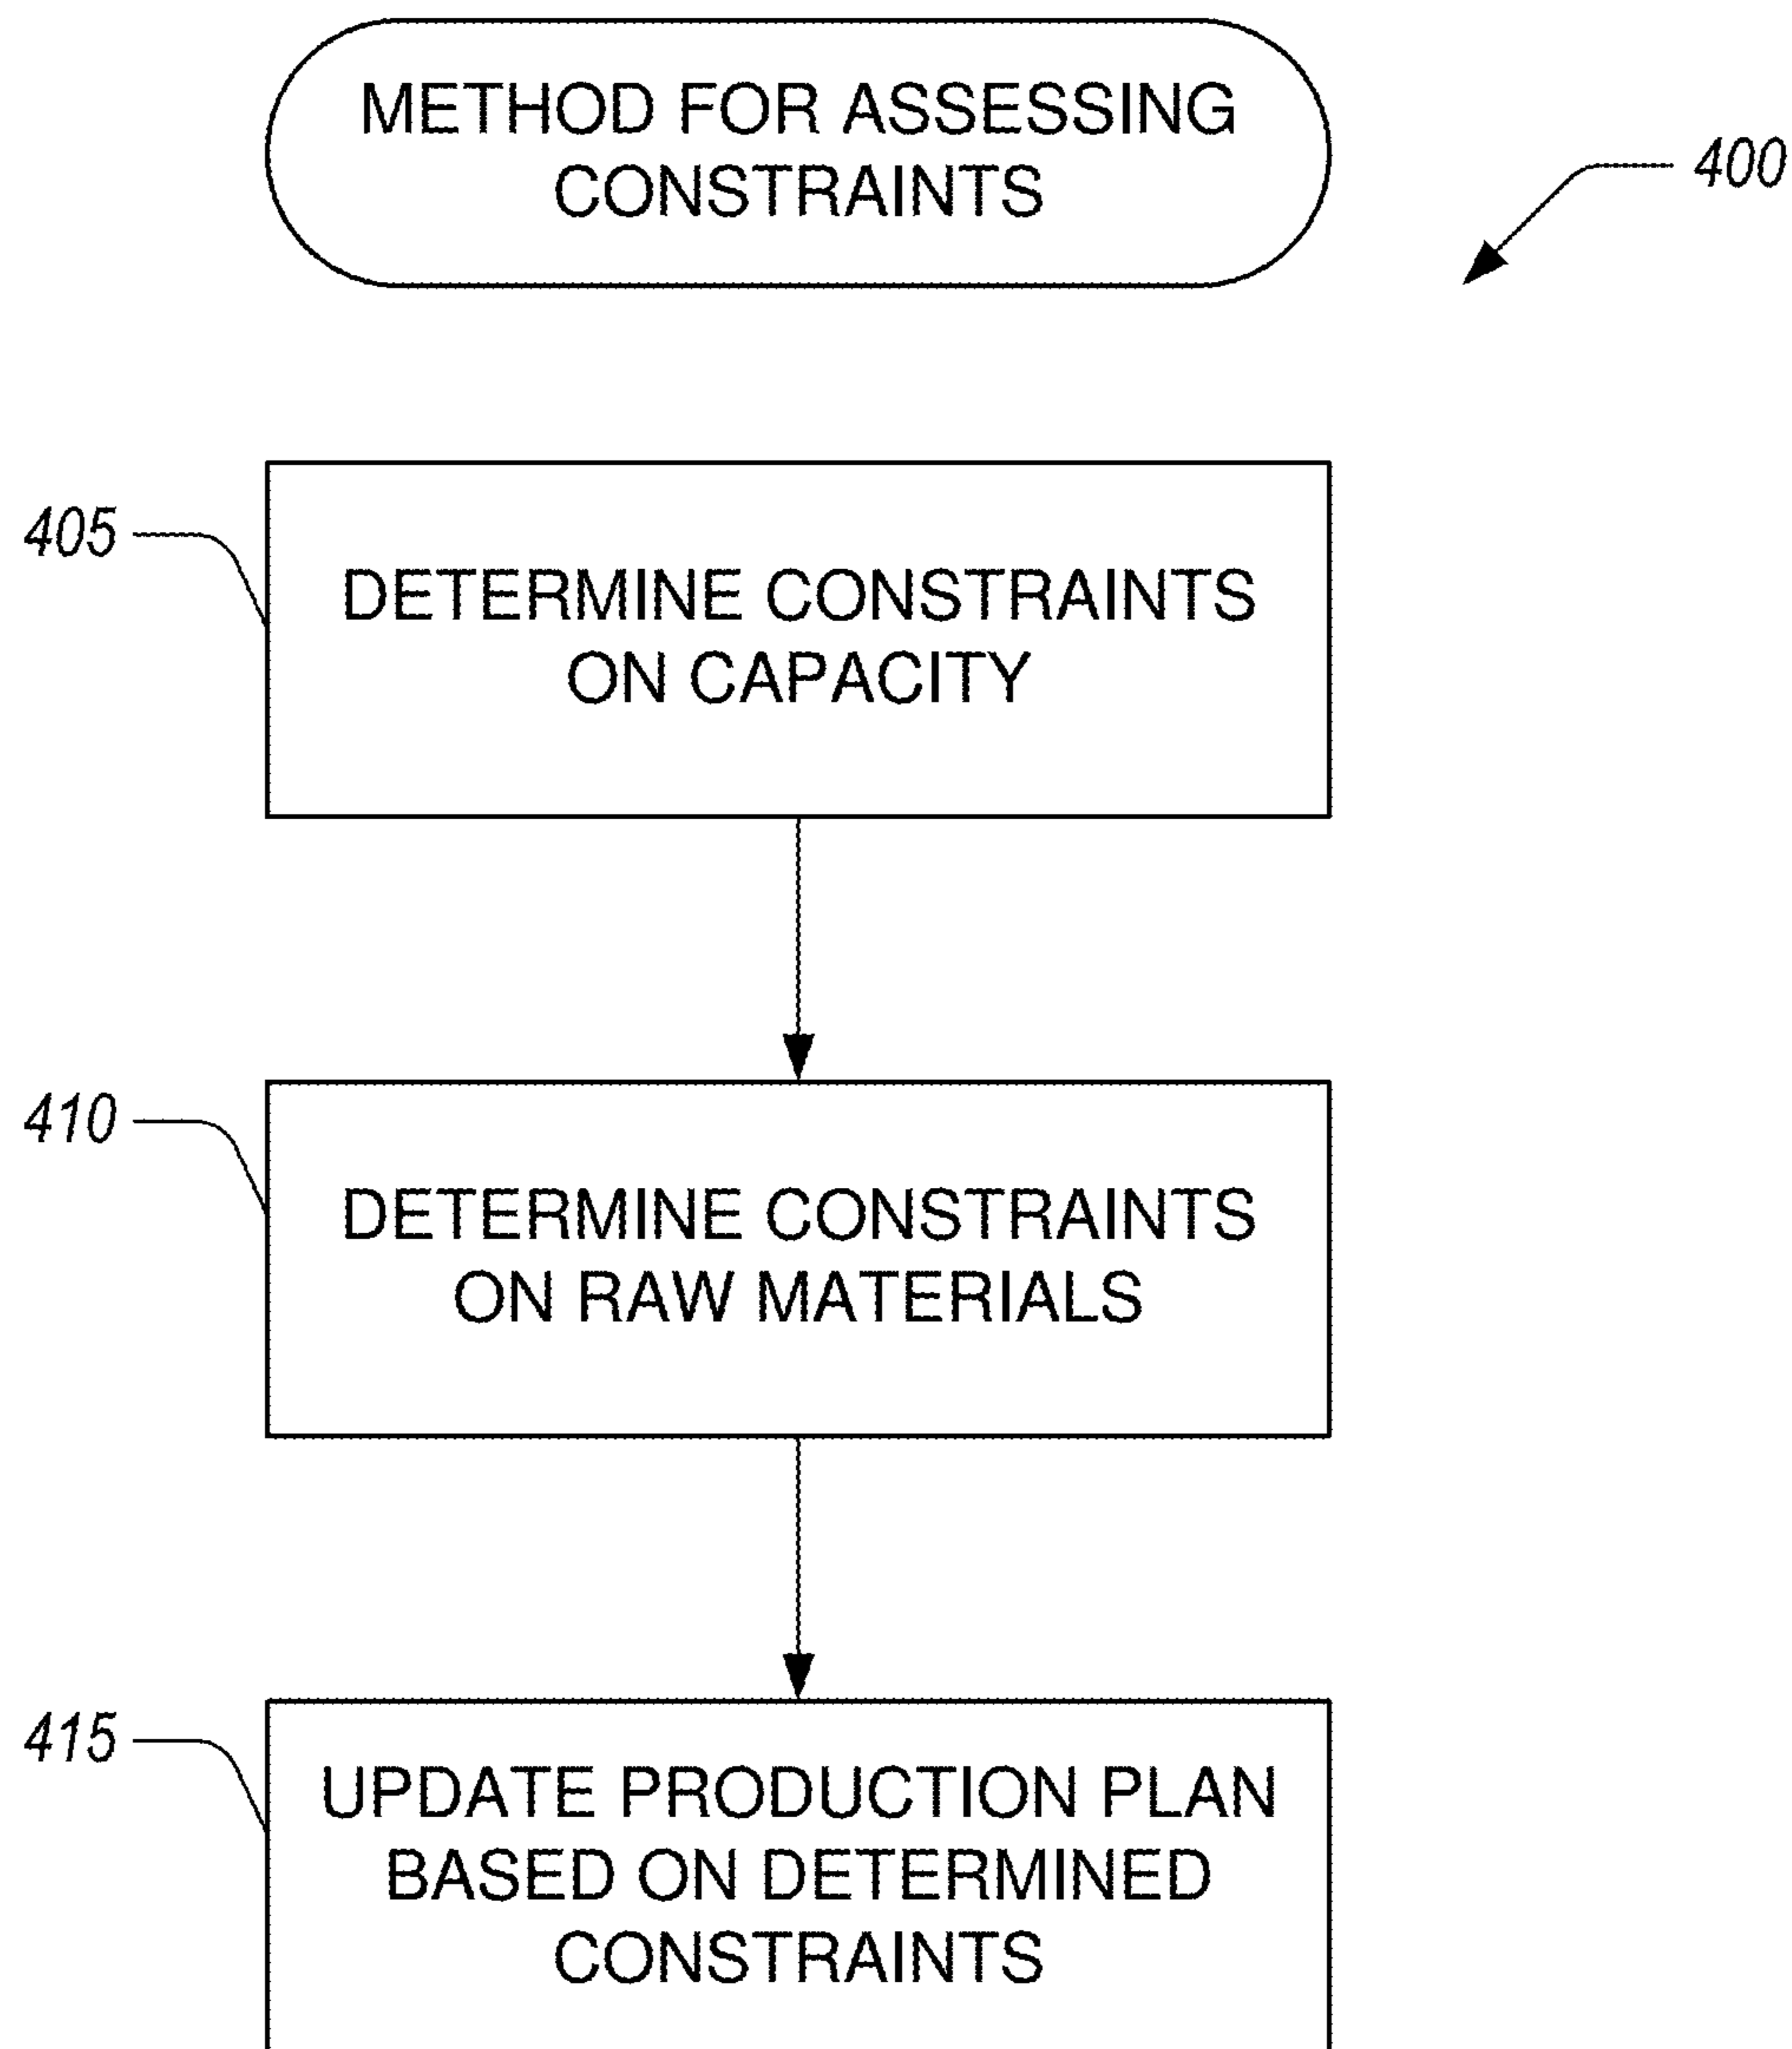 METHOD FOR ASSESSING
CONSTRAINTS
400
405
DETERMINE CONSTRAINTS
ON CAPACITY
410
DETERMINE CONSTRAINTS
ON RAW MATERIALS
415
UPDATE PRODUCTION PLAN
BASED ON DETERMINED
CONSTRAINTS